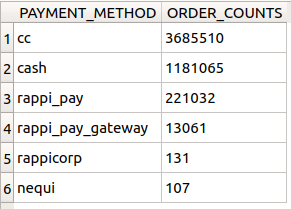 PAYMENT_METHOD ORDER_COUNTS
1 cc 3685510
2 cash 1181065
3 rappi_pay 221032
4 rappi_pay_gateway 13061
5 rappicorp 131
6 nequi 107